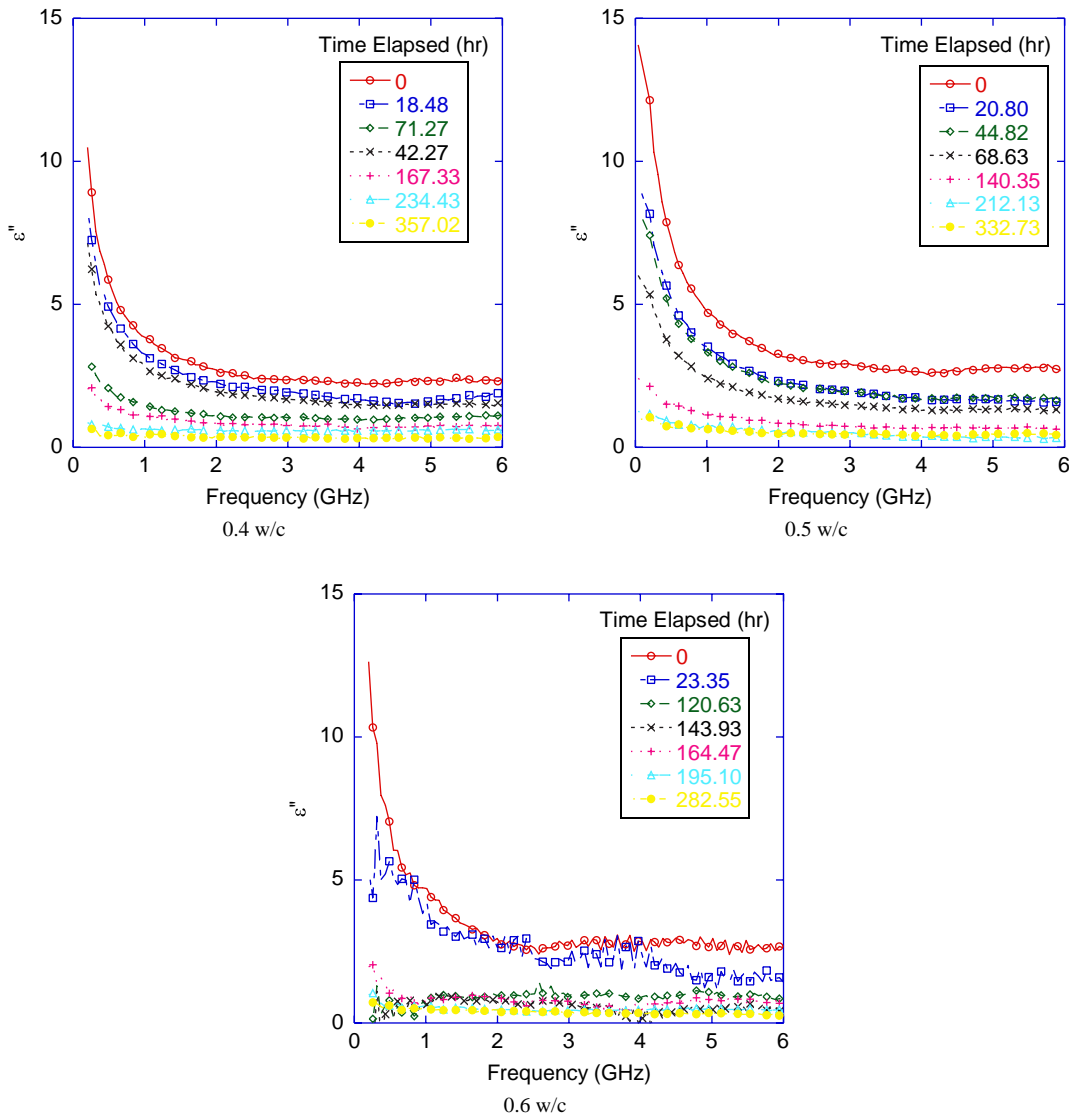 15
Time Elapsed (hr)
0
18.48
71.27
42.27
167.33
234.43
357.02
10
ε"
5
0
0 1 2 3 4 5 6
Frequency (GHz)
0.4 w/c
15
Time Elapsed (hr)
0
20.80
44.82
68.63
140.35
212.13
332.73
10
ε"
5
0
0 1 2 3 4 5 6
Frequency (GHz)
0.5 w/c
15
Time Elapsed (hr)
0
23.35
120.63
143.93
164.47
195.10
282.55
10
ε"
5
0
0 1 2 3 4 5 6
Frequency (GHz)
0.6 w/c